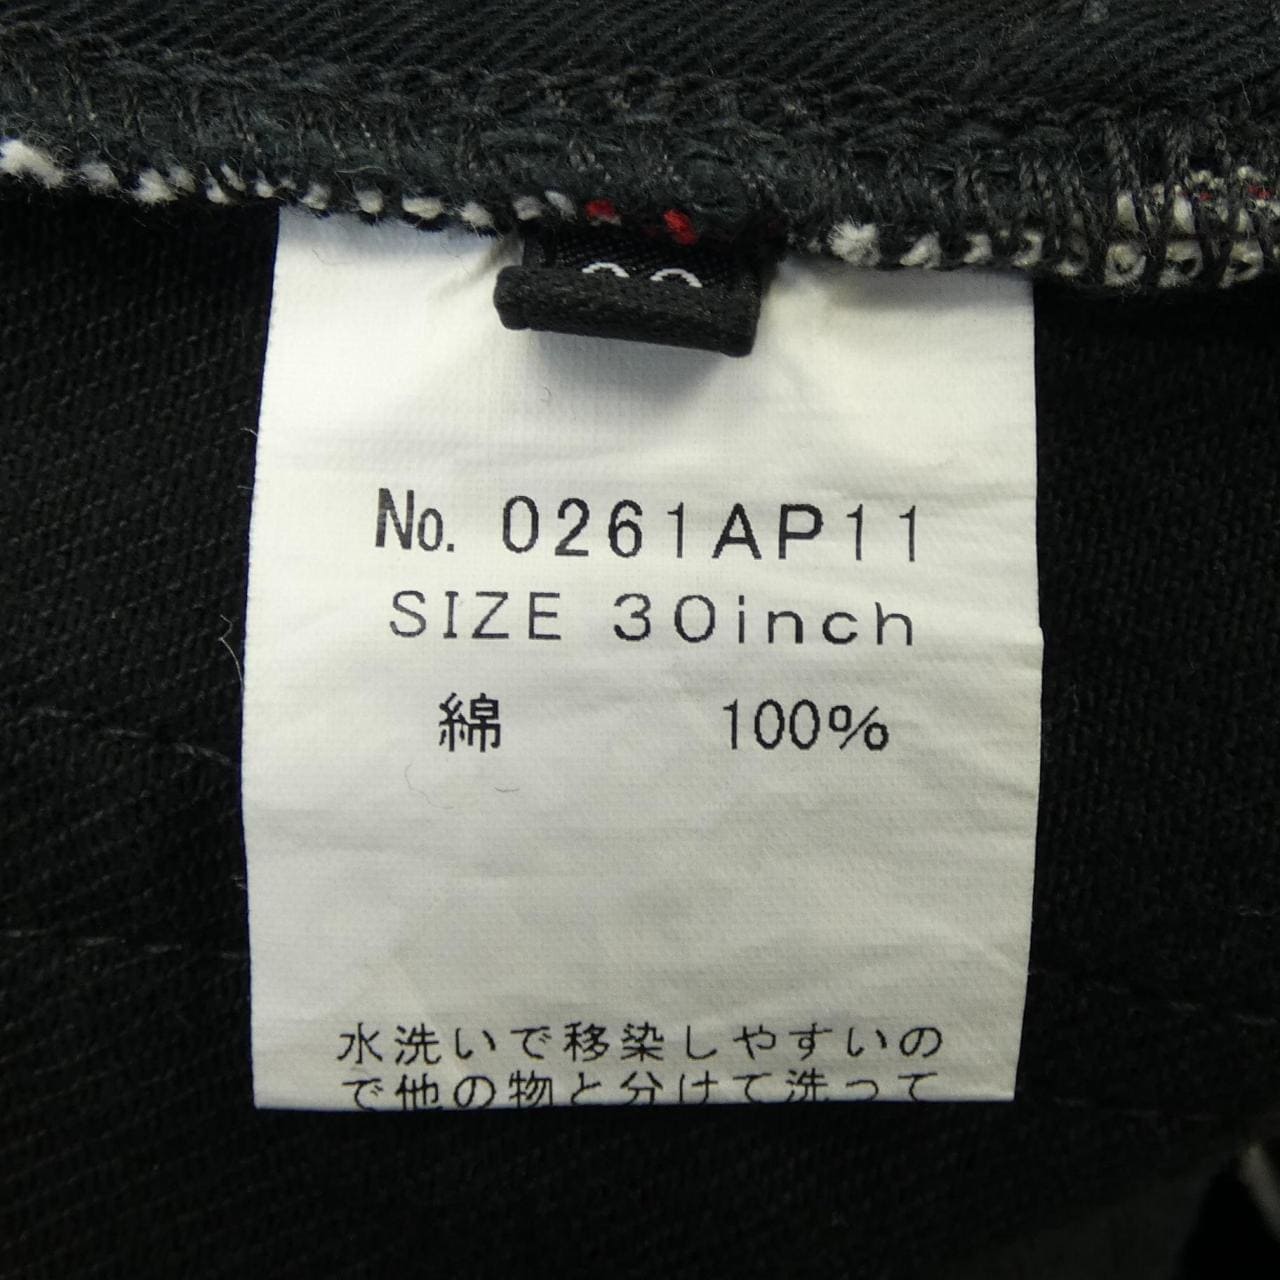 No. 0261AP11
SIZE 30inch
綿 100%
水洗いで移染しやすいの
で他の物と分けて洗って